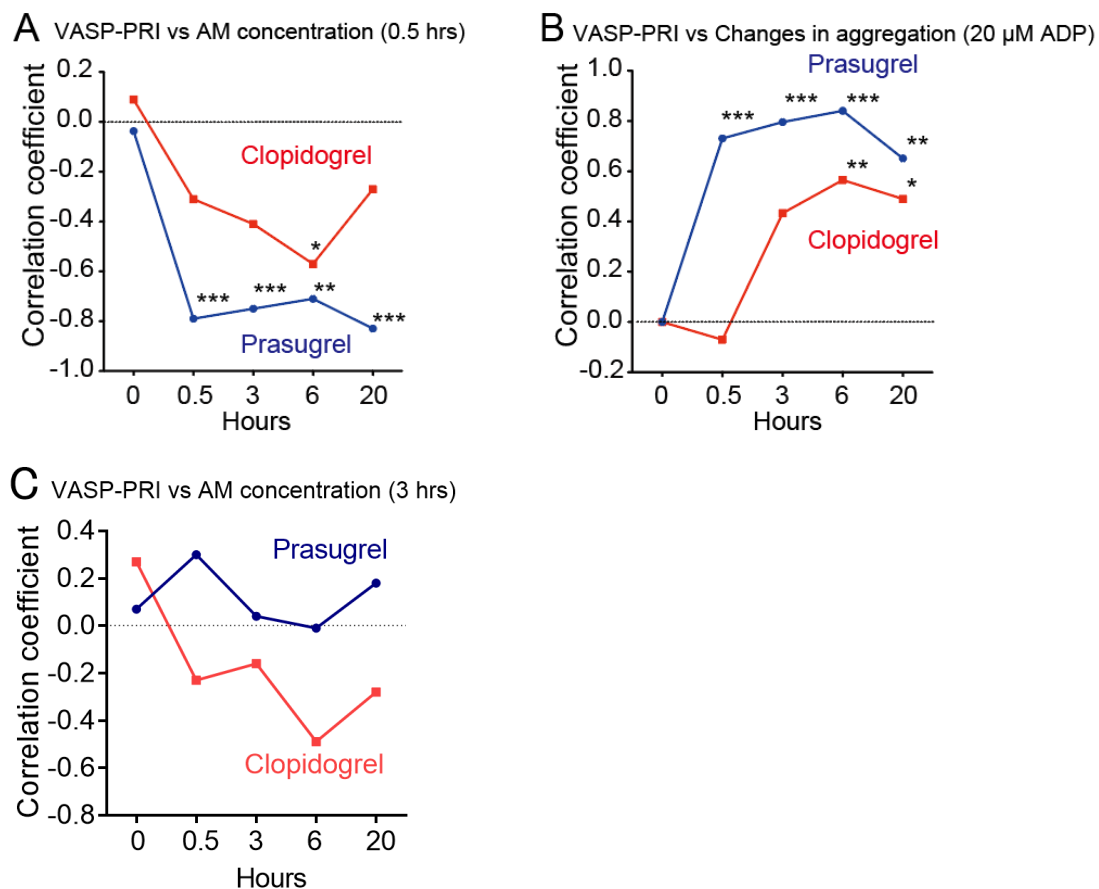 A VASP-PRI vs AM concentration (0.5 hrs)
Correlation coefficient
0.2
0.0
-0.2
-0.4
-0.6
-0.8
-1.0
Clopidogrel
*
*** *** ** ***
Prasugrel
0 0.5 3 6 20
Hours
B VASP-PRI vs Changes in aggregation (20 µM ADP)
Correlation coefficient
1.0
0.8
0.6
0.4
0.2
0.0
-0.2
Prasugrel
*** *** *** **
** *
Clopidogrel
0 0.5 3 6 20
Hours
C VASP-PRI vs AM concentration (3 hrs)
Correlation coefficient
0.4
0.2
0.0
-0.2
-0.4
-0.6
-0.8
Prasugrel
Clopidogrel
0 0.5 3 6 20
Hours